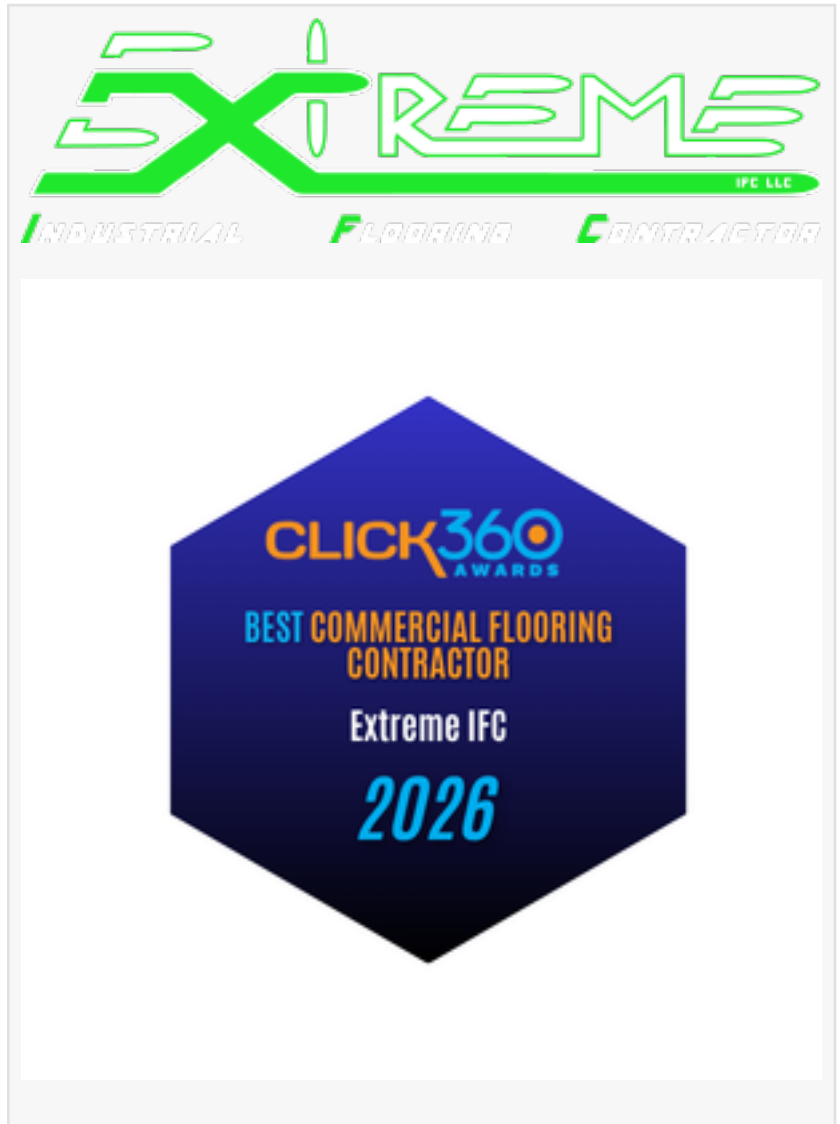 EXTREME
IFC LLC
INDUSTRIAL FLOORING CONTRACTOR
CLICK360
AWARDS
BEST COMMERCIAL FLOORING
CONTRACTOR
Extreme IFC
2026